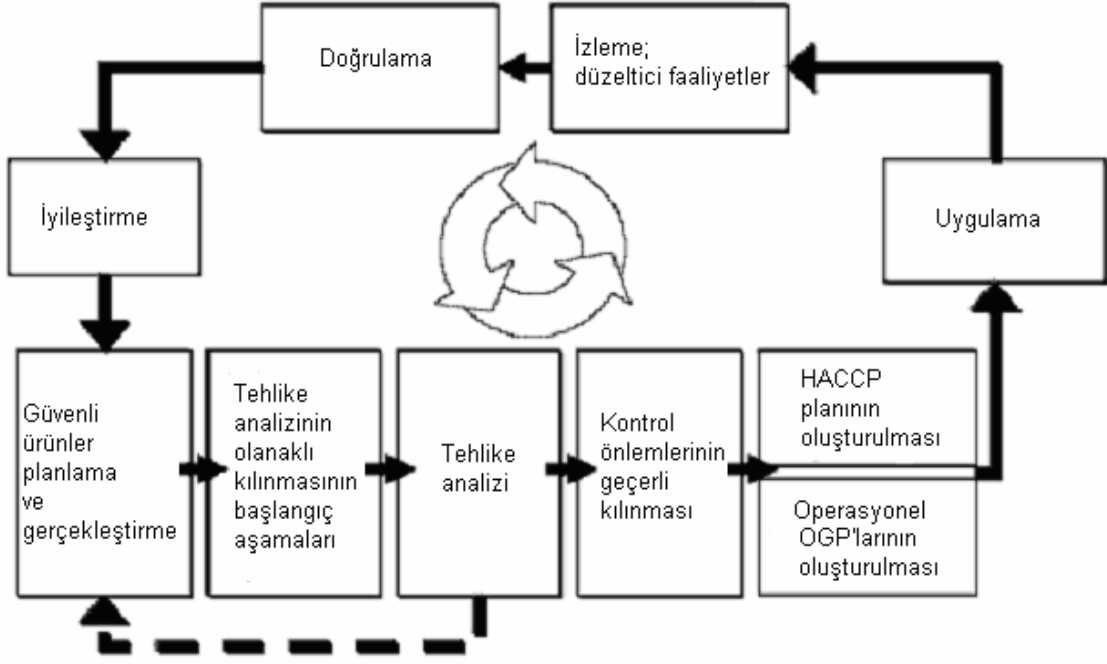 Doğrulama
İzleme;
düzeltici faaliyetler
İyileştirme
Uygulama
Güvenli
ürünler
planlama
ve
gerçekleştirme
Tehlike
analizinin
olanaklı
kılınmasının
başlangıç
aşamaları
Tehlike
analizi
Kontrol
önlemlerinin
geçerli
kılınması
HACCP
planının
oluşturulması
Operasyonel
OGP'larının
oluşturulması